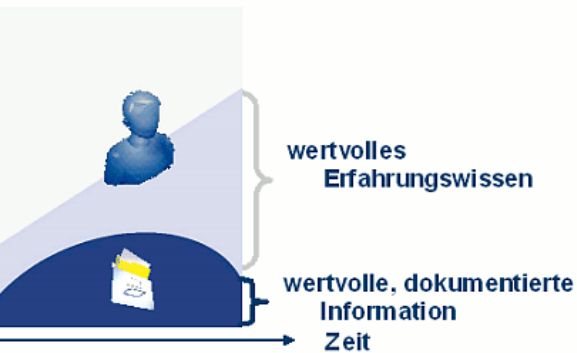 wertvolles
Erfahrungswissen
wertvolle, dokumentierte
Information
Zeit